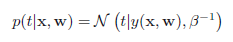 p(t|x, w) = 𝒩 (t|y(x, w), β⁻¹)